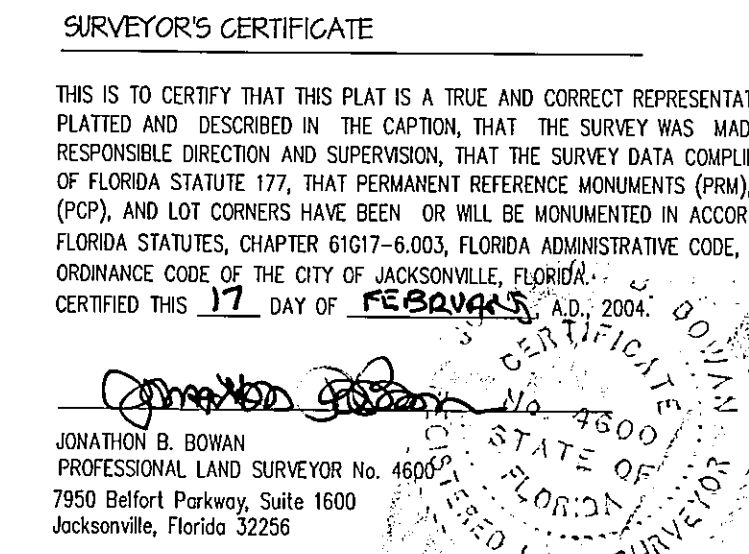 SURVEYOR'S CERTIFICATE
THIS IS TO CERTIFY THAT THIS PLAT IS A TRUE AND CORRECT REPRESENTAT
PLATTED AND DESCRIBED IN THE CAPTION, THAT THE SURVEY WAS MAD
RESPONSIBLE DIRECTION AND SUPERVISION, THAT THE SURVEY DATA COMPLI
OF FLORIDA STATUTE 177, THAT PERMANENT REFERENCE MONUMENTS (PRM),
(PCP), AND LOT CORNERS HAVE BEEN OR WILL BE MONUMENTED IN ACCOR
FLORIDA STATUTES, CHAPTER 61G17-6.003, FLORIDA ADMINISTRATIVE CODE,
ORDINANCE CODE OF THE CITY OF JACKSONVILLE, FLORIDA.
CERTIFIED THIS 17 DAY OF FEBRUARY, A.D., 2004.
JONATHON B. BOWAN
PROFESSIONAL LAND SURVEYOR No. 4600
7950 Belfort Parkway, Suite 1600
Jacksonville, Florida 32256
BOWAN
CERTIFICATE
No. 4600
STATE OF
FLORIDA
SURVEYOR